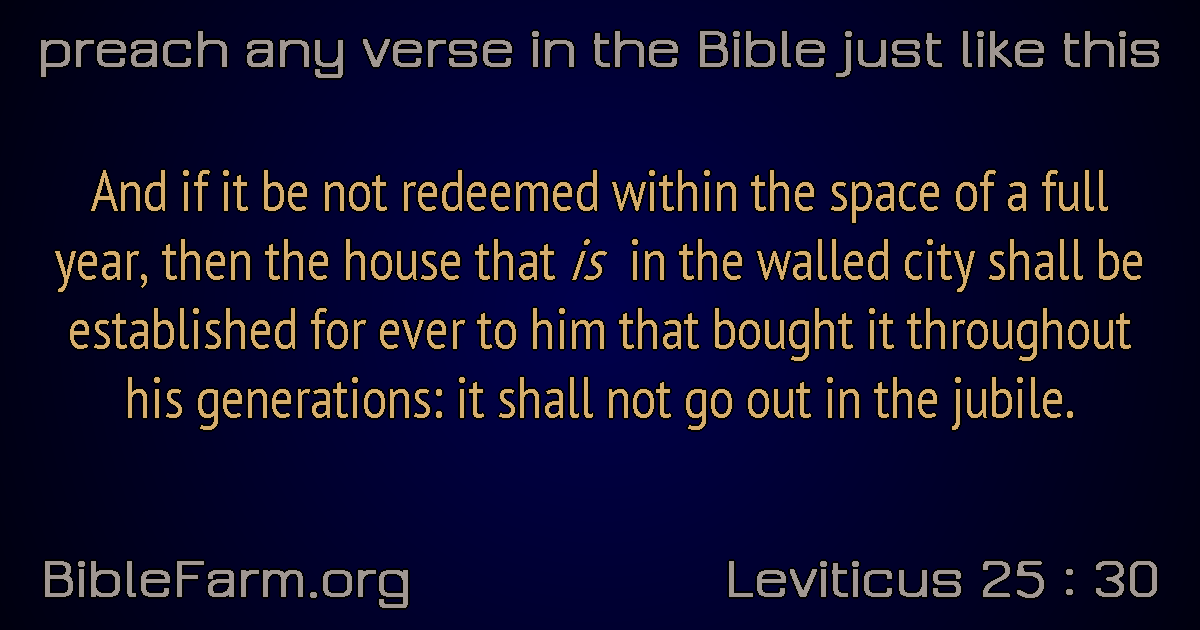 preach any verse in the Bible just like this
And if it be not redeemed within the space of a full
year, then the house that is in the walled city shall be
established for ever to him that bought it throughout
his generations: it shall not go out in the jubile.
BibleFarm.org
Leviticus 25 : 30